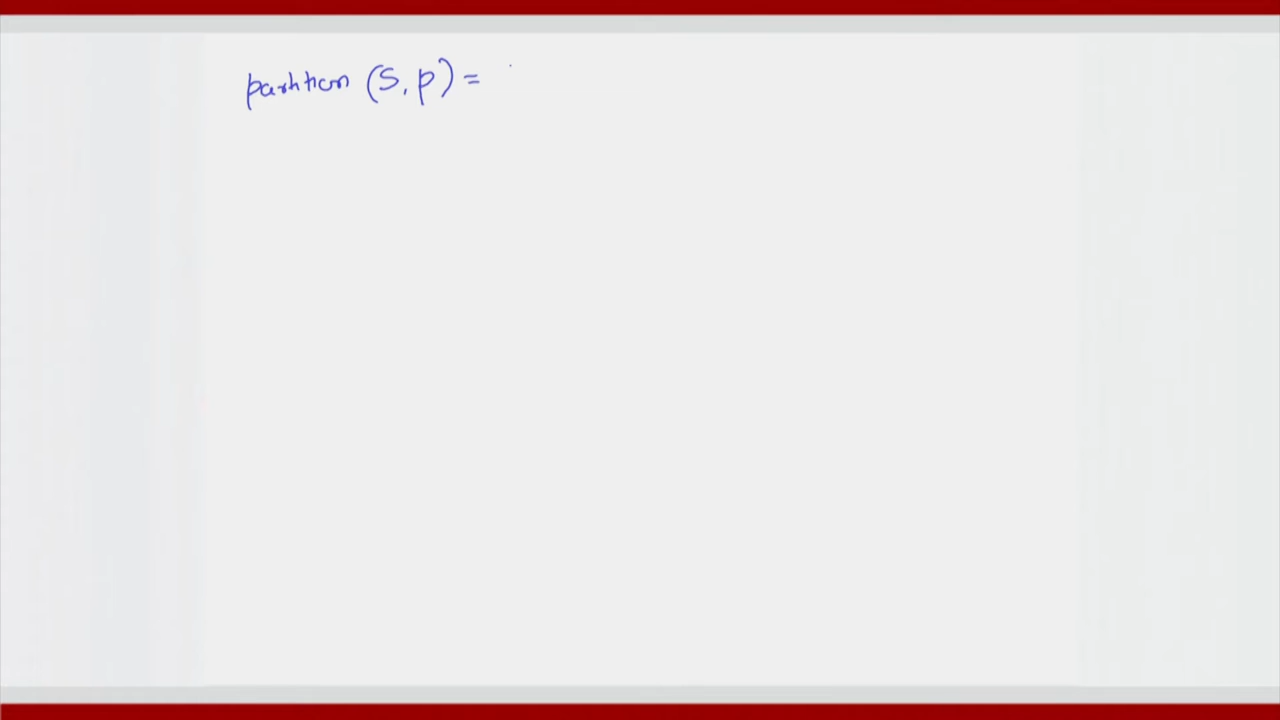 partition (S, p) =